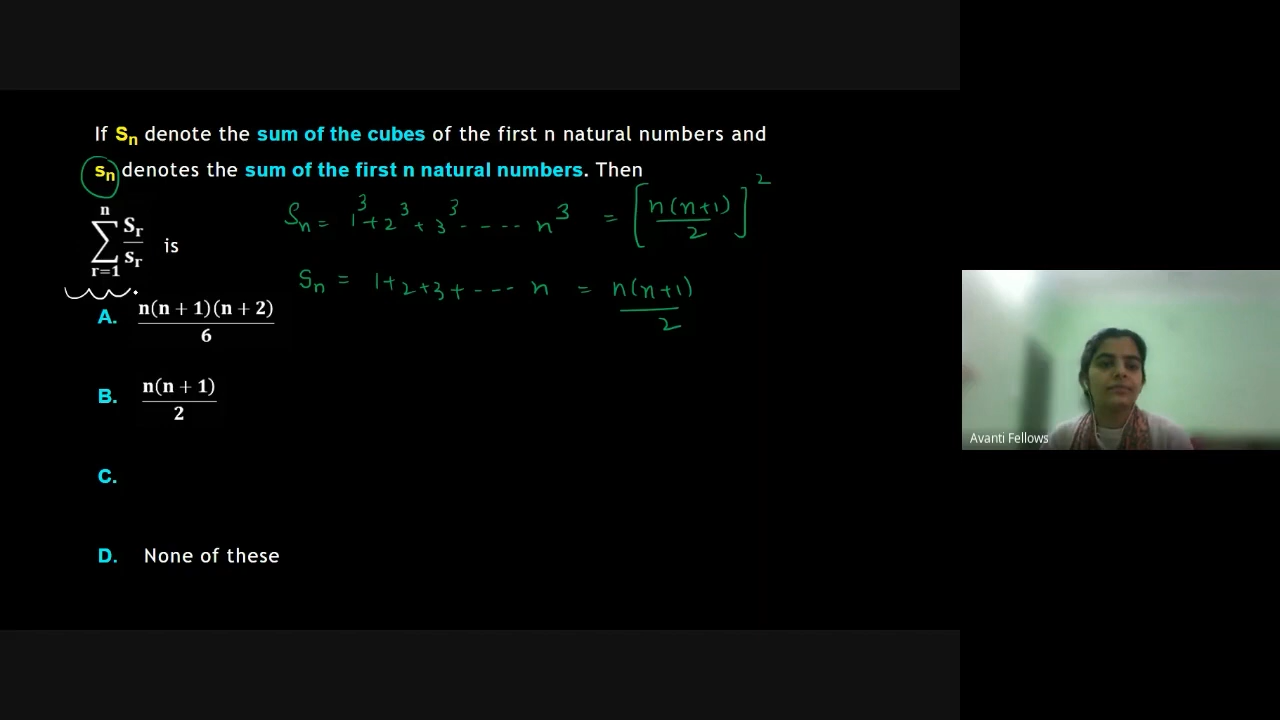 If Sₙ denote the sum of the cubes of the first n natural numbers and
sₙ denotes the sum of the first n natural numbers. Then
n
∑ Sᵣ/sᵣ is
r=1
Sₙ = 1³ + 2³ + 3³ - - - - - n³ = [n(n+1)/2]²
Sₙ = 1+2+3+ - - - - n = n(n+1)/2
A. n(n + 1)(n + 2)/6
B. n(n + 1)/2
C.
D. None of these
Avanti Fellows